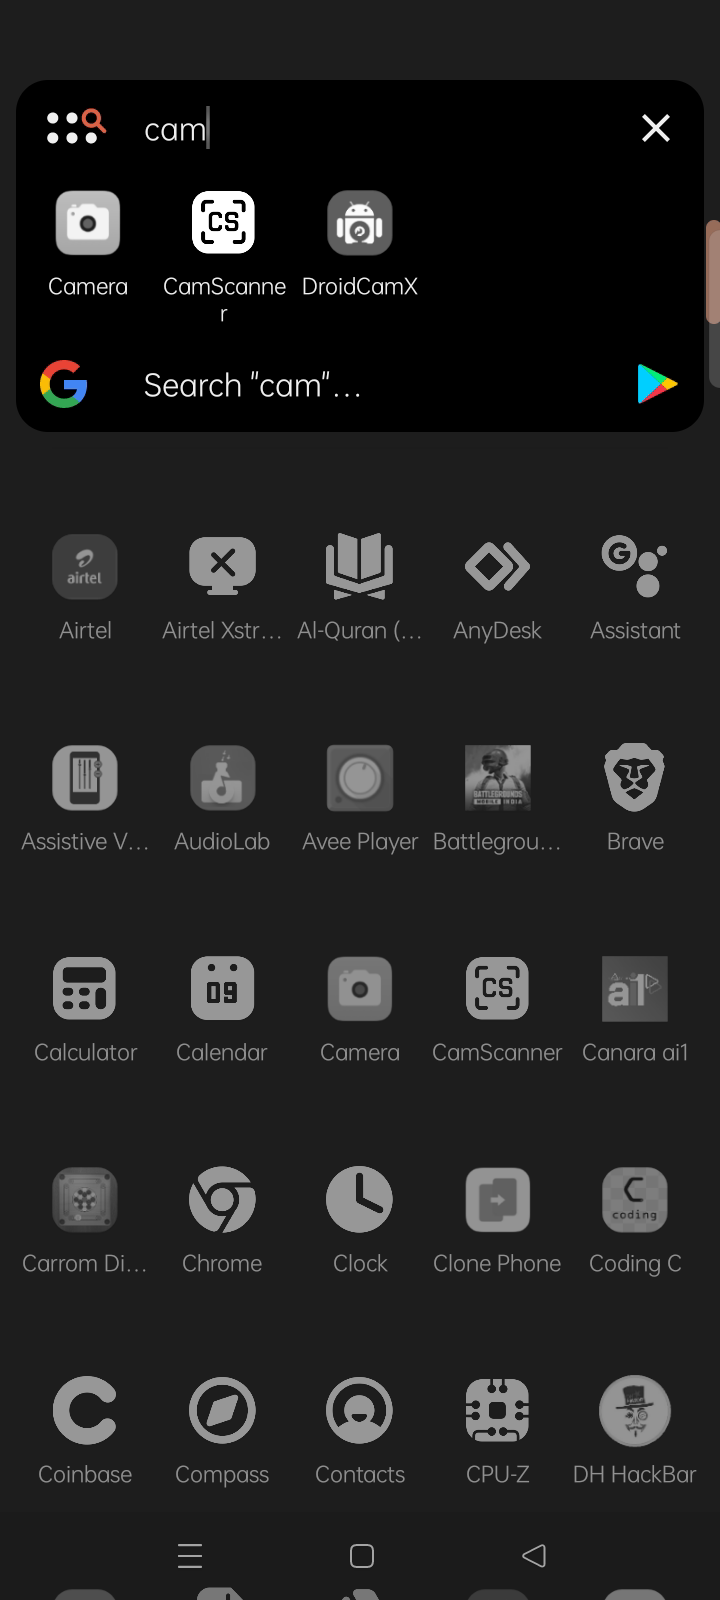 cam
Camera
CamScanne
r
DroidCamX
Search "cam"...
airtel
Airtel
Airtel Xstr...
Al-Quran (...
AnyDesk
Assistant
Assistive V...
AudioLab
Avee Player
BATTLEGROUNDS
MOBILE INDIA
Battlegrou...
Brave
09
Calculator
Calendar
Camera
CS
CamScanner
a1
Canara ai1
Carrom Di...
Chrome
Clock
Clone Phone
C
coding
Coding C
Coinbase
Compass
Contacts
CPU-Z
DH HackBar